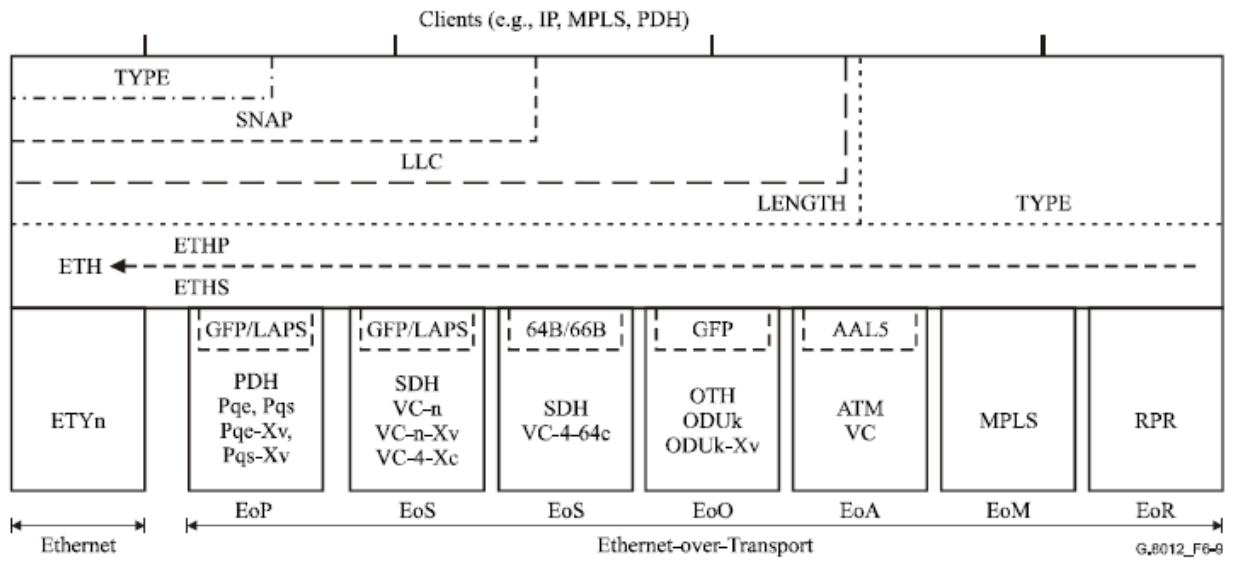 Clients (e.g., IP, MPLS, PDH)
TYPE
SNAP
LLC
LENGTH
TYPE
ETHP
ETH
ETHS
GFP/LAPS
GFP/LAPS
64B/66B
GFP
AAL5
ETYn
PDH
Pqe, Pqs
Pqe-Xv,
Pqs-Xv
SDH
VC-n
VC-n-Xv
VC-4-Xc
SDH
VC-4-64c
OTH
ODUk
ODUk-Xv
ATM
VC
MPLS
RPR
EoP
EoS
EoS
EoO
EoA
EoM
EoR
Ethernet
Ethernet-over-Transport
G.8012_F6-9